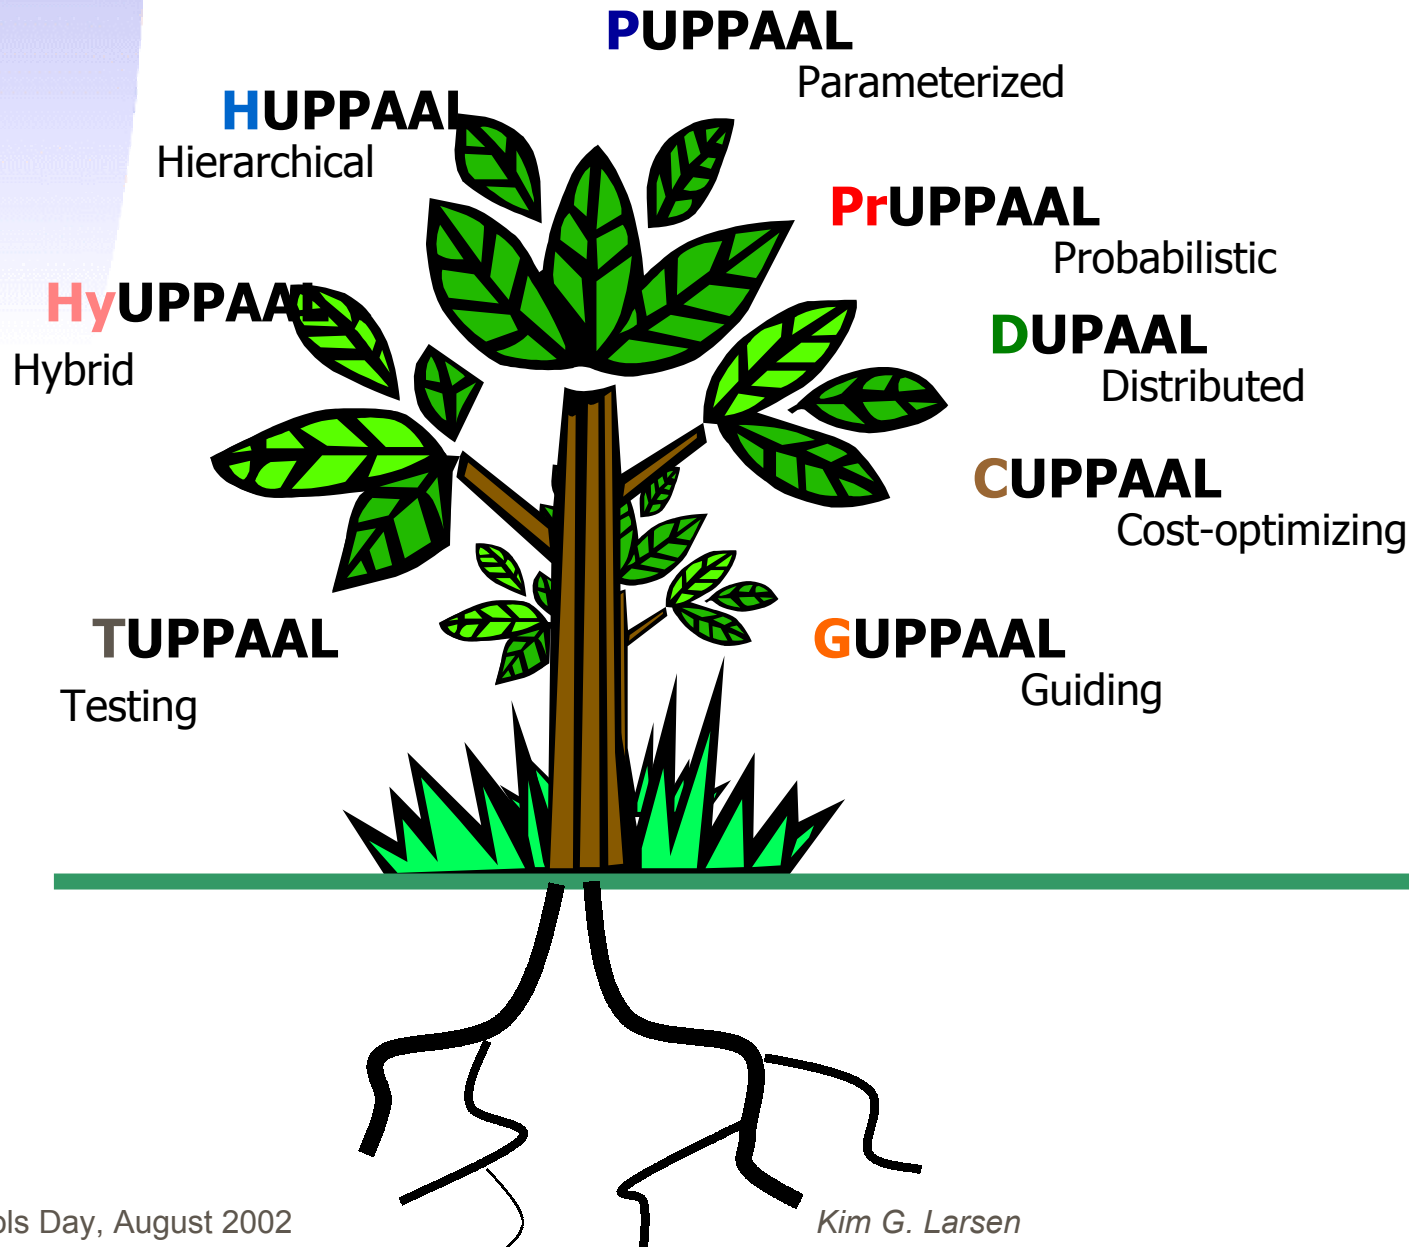 PUPPAAL
Parameterized
HUPPAAL
Hierarchical
PrUPPAAL
Probabilistic
HyUPPAAL
Hybrid
DUPAAL
Distributed
CUPPAAL
Cost-optimizing
TUPPAAL
Testing
GUPPAAL
Guiding
Day, August 2002
Kim G. Larsen